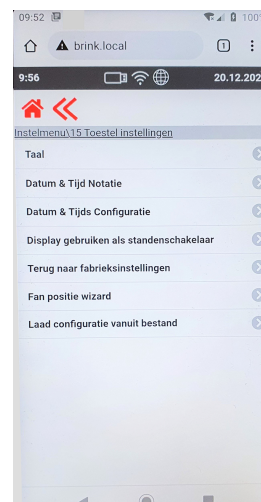 09:52 100
brink.local 1
9:56 20.12.202
Instelmenu\15 Toestel instellingen
Taal
Datum & Tijd Notatie
Datum & Tijds Configuratie
Display gebruiken als standenschakelaar
Terug naar fabrieksinstellingen
Fan positie wizard
Laad configuratie vanuit bestand